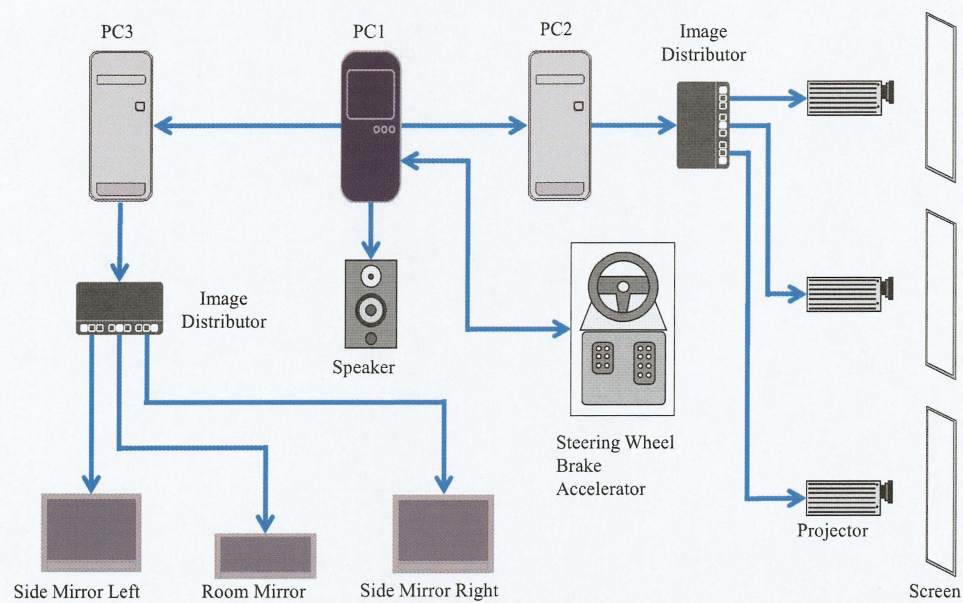 PC3
PC1
PC2
Image
Distributor
Image
Distributor
Speaker
Steering Wheel
Brake
Accelerator
Projector
Side Mirror Left
Room Mirror
Side Mirror Right
Screen